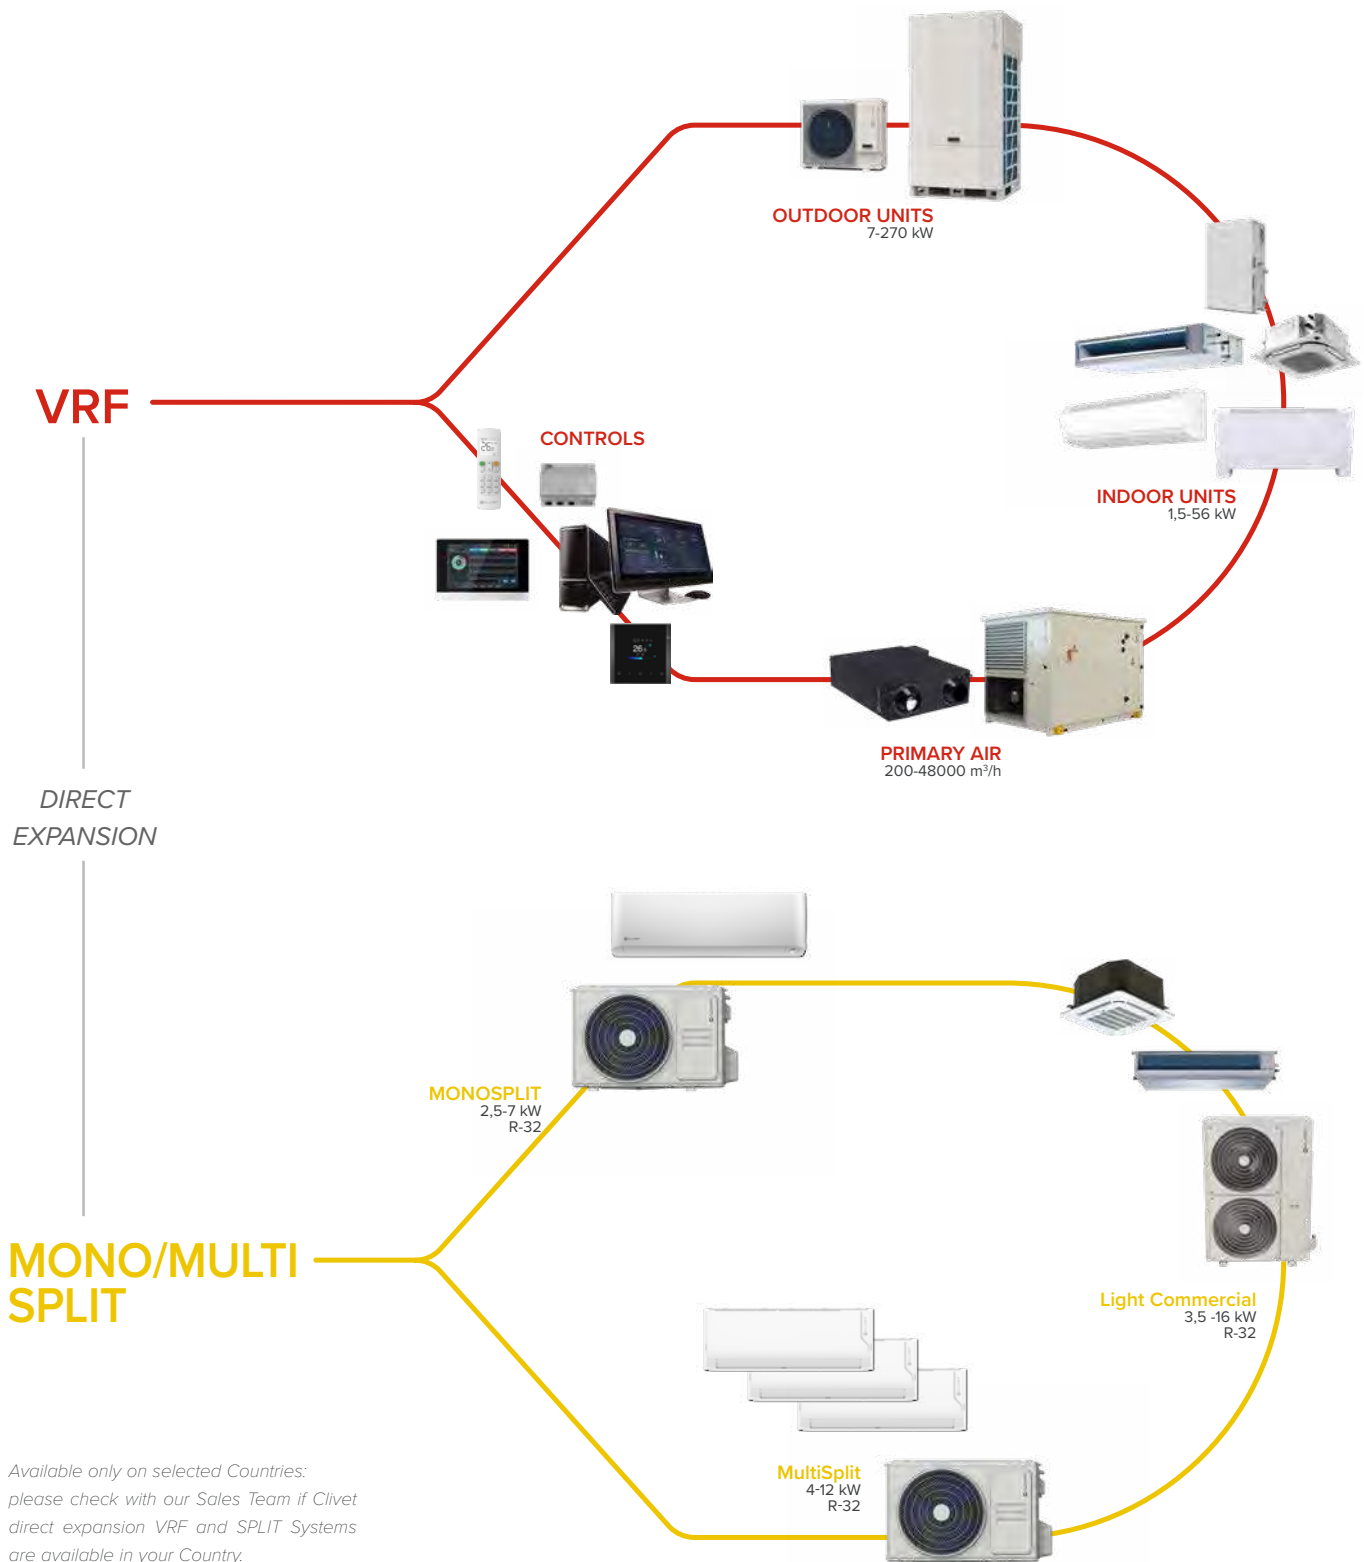 OUTDOOR UNITS
7-270 kW
VRF
CONTROLS
INDOOR UNITS
1,5-56 kW
PRIMARY AIR
200-48000 m³/h
DIRECT
EXPANSION
MONOSPLIT
2,5-7 kW
R-32
MONO/MULTI
SPLIT
Light Commercial
3,5 -16 kW
R-32
MultiSplit
4-12 kW
R-32
Available only on selected Countries:
please check with our Sales Team if Clivet
direct expansion VRF and SPLIT Systems
are available in your Country.